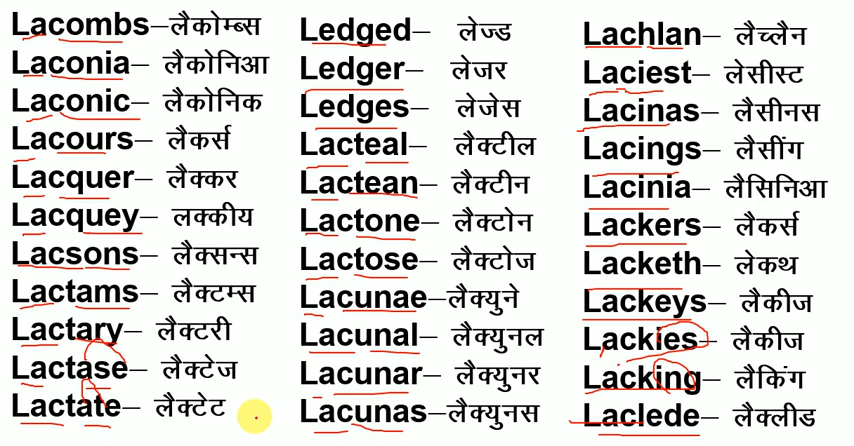 Lacombs–लैकोम्ब्स
Laconia–लैकोनिआ
Laconic–लैकोनिक
Lacours–लैकर्स
Lacquer–लैक्कर
Lacquey–लक्कीय
Lacsons–लैक्सन्स
Lactams–लैक्टम्स
Lactary–लैक्टरी
Lactase–लैक्टेज
Lactate–लैक्टेट
Ledged–लेज्ड
Ledger–लेजर
Ledges–लेजेस
Lacteal–लैक्टील
Lactean–लैक्टीन
Lactone–लैक्टोन
Lactose–लैक्टोज
Lacunae–लैक्युने
Lacunal–लैक्युनल
Lacunar–लैक्युनर
Lacunas–लैक्युनस
Lachlan–लैच्लैन
Laciest–लेसीस्ट
Lacinas–लैसीनस
Lacings–लैसींग
Lacinia–लैसिनिआ
Lackers–लैकर्स
Lacketh–लेकथ
Lackeys–लैकीज
Lackies–लैकीज
Lacking–लैकिंग
Laclede–लैक्लीड